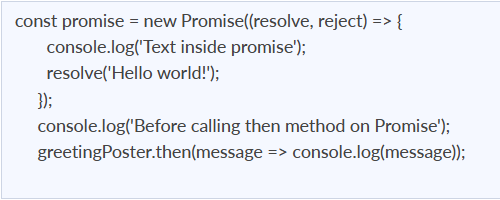 const promise = new Promise((resolve, reject) => {
console.log('Text inside promise');
resolve('Hello world!');
});
console.log('Before calling then method on Promise');
greetingPoster.then(message => console.log(message));